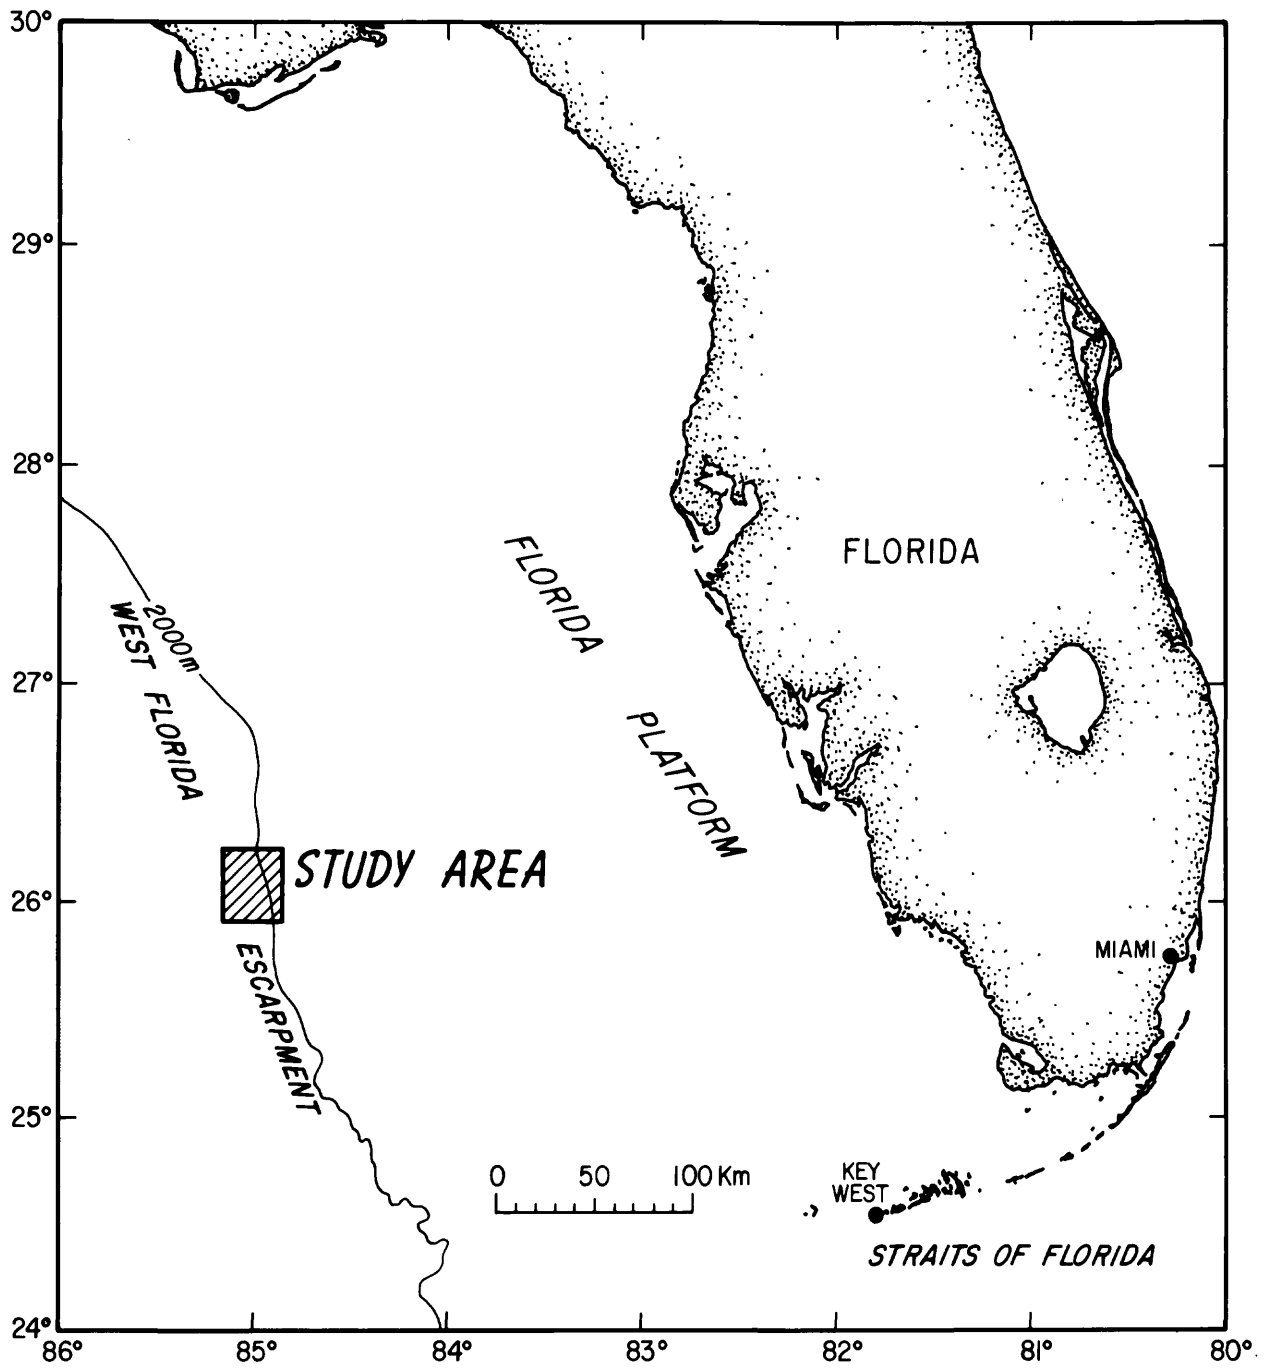 30°
29°
28°
FLORIDA
FLORIDA
2000m
WEST FLORIDA
27°
PLATFORM
STUDY AREA
26°
ESCARPMENT
MIAMI
25°
0 50 100 Km
KEY
WEST
STRAITS OF FLORIDA
24°
86° 85° 84° 83° 82° 81° 80°